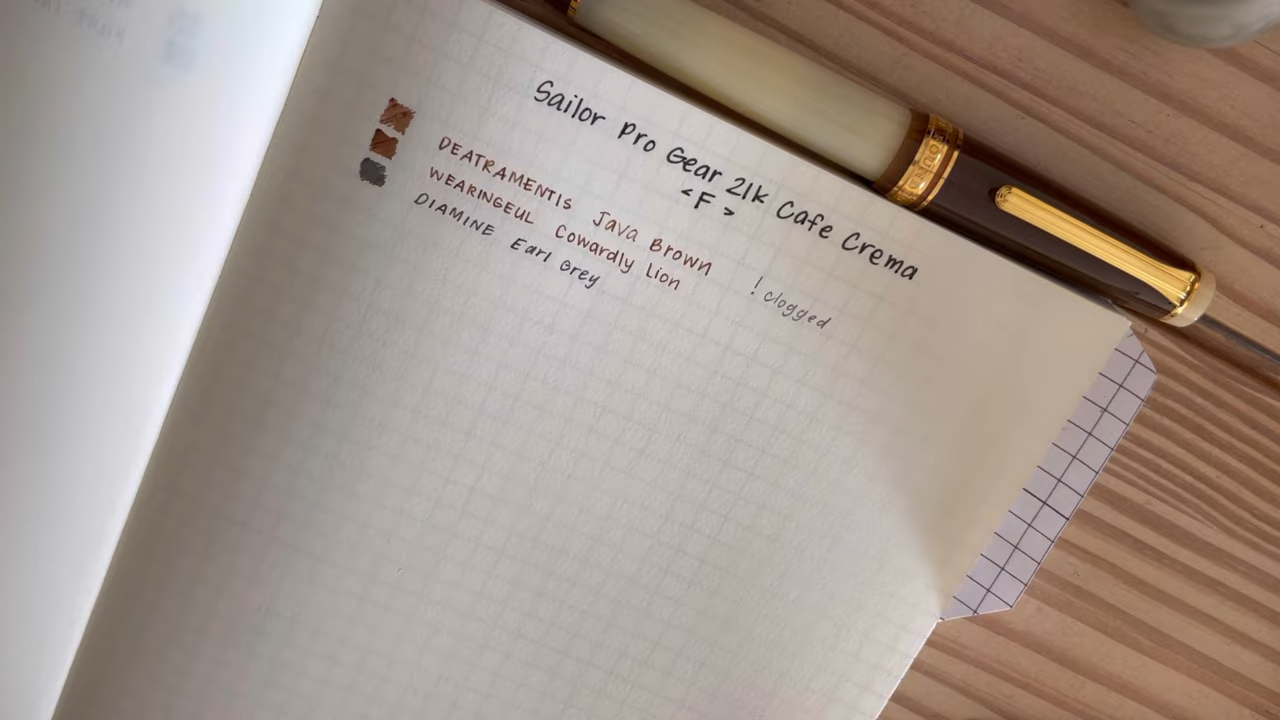 Sailor Pro Gear 21k Cafe Crema
<F>
DEATRAMENTIS Java Brown
WEARINGEUL Cowardly Lion ! clogged
DIAMINE Earl Grey